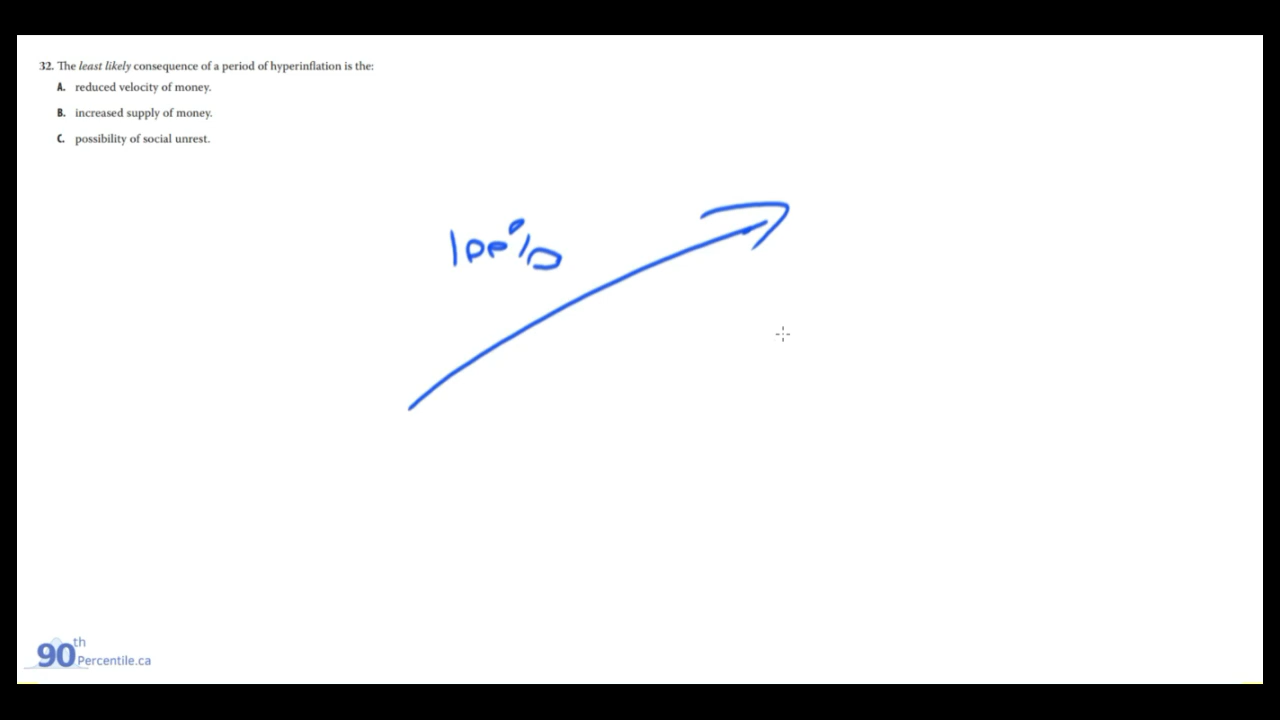 32. The least likely consequence of a period of hyperinflation is the:
A. reduced velocity of money.
B. increased supply of money.
C. possibility of social unrest.
100%
90th Percentile.ca